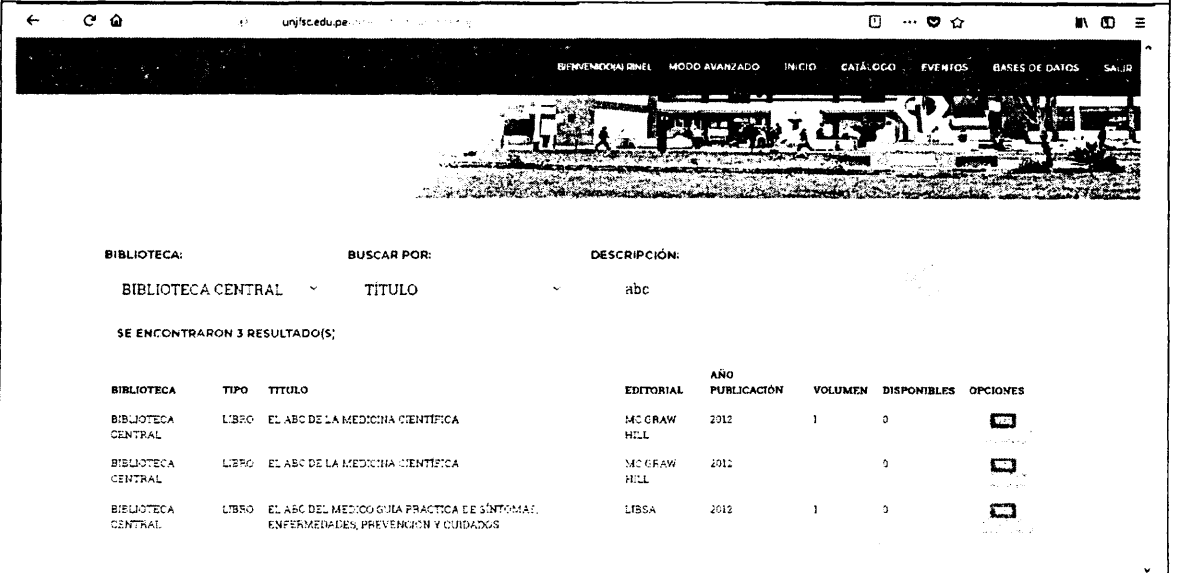 unjfsc.edu.pe
BIENVENIDO(A) RINEL MODO AVANZADO INICIO CATÁLOGO EVENTOS BASES DE DATOS SALIR
BIBLIOTECA: BUSCAR POR: DESCRIPCIÓN:
BIBLIOTECA CENTRAL TÍTULO abc
SE ENCONTRARON 3 RESULTADO(S)
AÑO
BIBLIOTECA TIPO TITULO EDITORIAL PUBLICACIÓN VOLUMEN DISPONIBLES OPCIONES
BIBLIOTECA LIBRO EL ABC DE LA MEDICINA CIENTÍFICA MC GRAW 2012 1 0
CENTRAL HILL
BIBLIOTECA LIBRO EL ABC DE LA MEDICINA CIENTÍFICA MC GRAW 2012 0
CENTRAL HILL
BIBLIOTECA LIBRO EL ABC DEL MEDICO GUIA PRACTICA DE SÍNTOMAS, LIBSA 2012 1
CENTRAL ENFERMEDADES, PREVENCION Y CUIDADOS